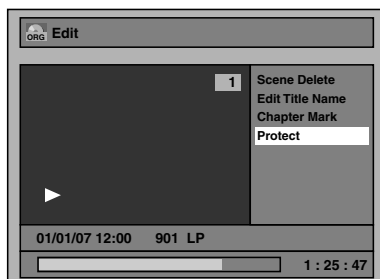 ORG Edit
1
Scene Delete
Edit Title Name
Chapter Mark
Protect
01/01/07 12:00 901 LP
1 : 25 : 47